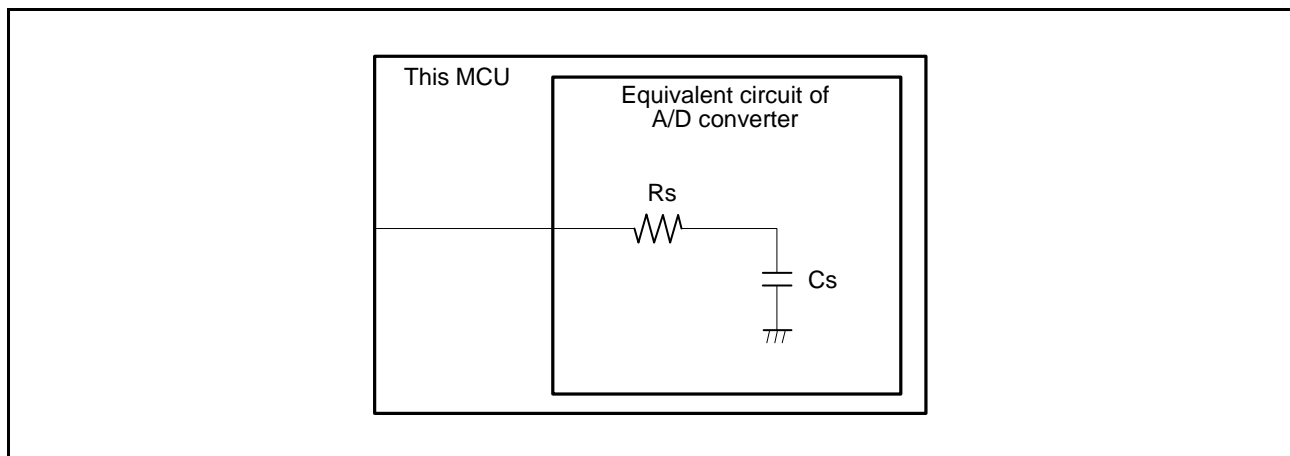 This MCU
Equivalent circuit of
A/D converter
Rs
Cs